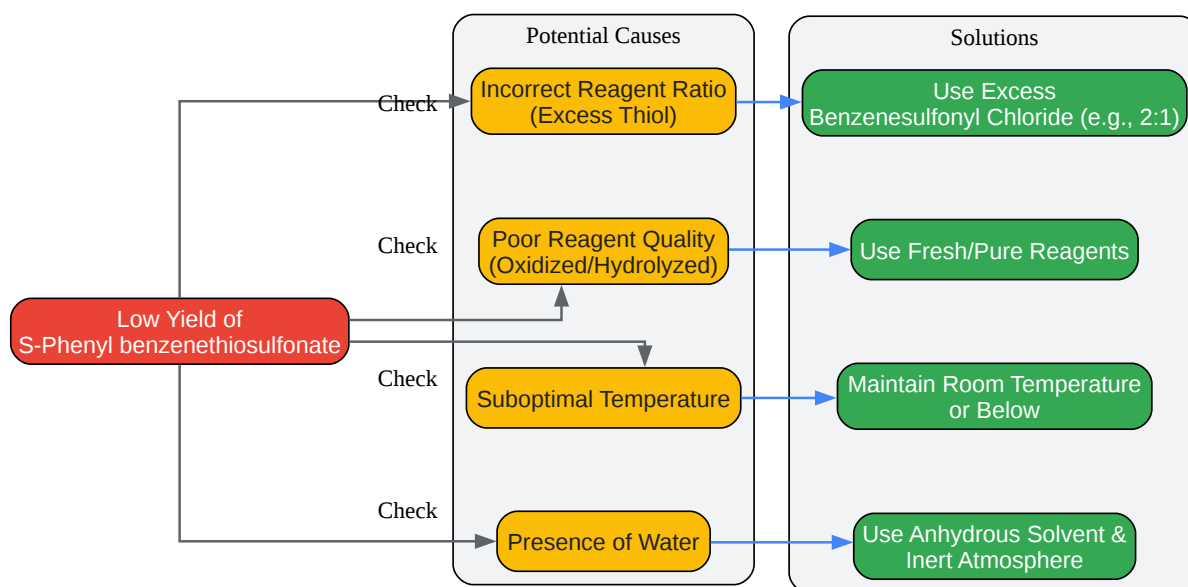 Potential Causes
Solutions
Check
Incorrect Reagent Ratio
(Excess Thiol)
Use Excess
Benzenesulfonyl Chloride (e.g., 2:1)
Check
Poor Reagent Quality
(Oxidized/Hydrolyzed)
Use Fresh/Pure Reagents
Low Yield of
S-Phenyl benzenethiosulfonate
Check
Suboptimal Temperature
Maintain Room Temperature
or Below
Check
Presence of Water
Use Anhydrous Solvent &
Inert Atmosphere